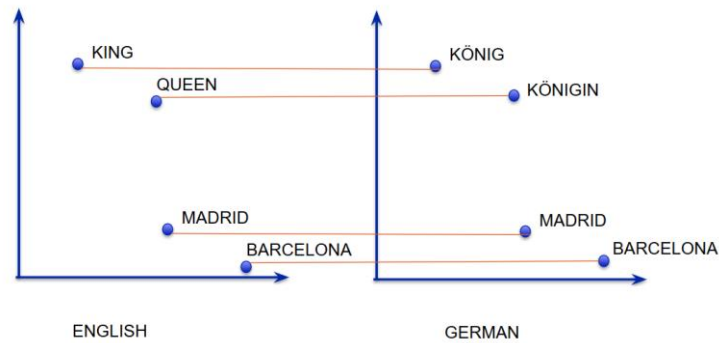 KING
KÖNIG
QUEEN
KÖNIGIN
MADRID
MADRID
BARCELONA
BARCELONA
ENGLISH
GERMAN